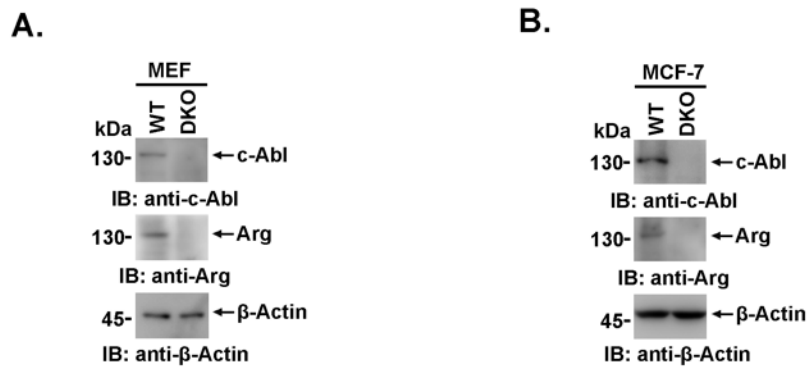 A.
MEF
WT DKO
kDa
130- ←c-Abl
IB: anti-c-Abl
130- ←Arg
IB: anti-Arg
45- ←β-Actin
IB: anti-β-Actin
B.
MCF-7
WT DKO
kDa
130- ←c-Abl
IB: anti-c-Abl
130- ←Arg
IB: anti-Arg
45- ←β-Actin
IB: anti-β-Actin